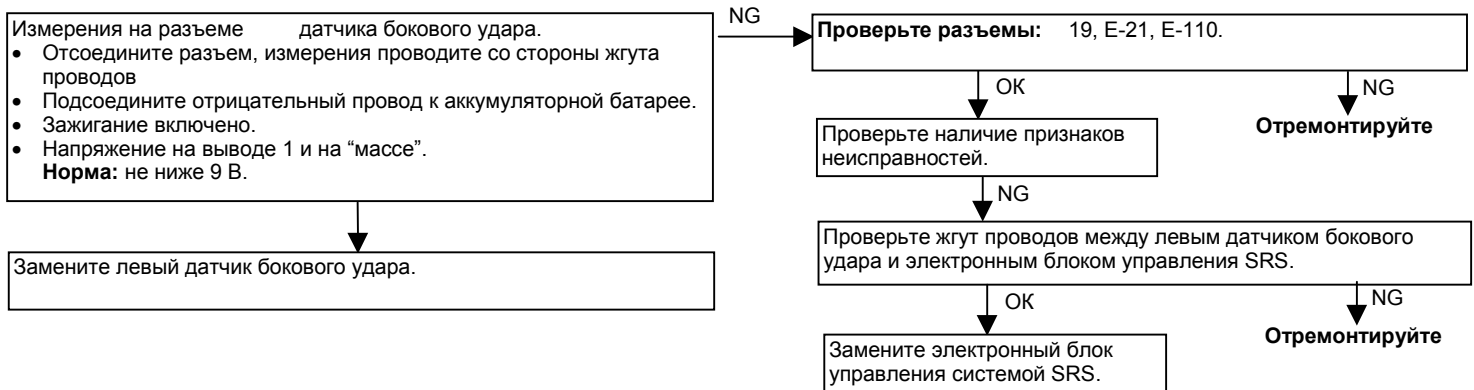 Измерения на разъеме датчика бокового удара.
• Отсоедините разъем, измерения проводите со стороны жгута
проводов
• Подсоедините отрицательный провод к аккумуляторной батарее.
• Зажигание включено.
• Напряжение на выводе 1 и на “массе”.
Норма: не ниже 9 В.
Замените левый датчик бокового удара.
NG
Проверьте разъемы: 19, E-21, E-110.
ОК
NG
Отремонтируйте
Проверьте наличие признаков
неисправностей.
NG
Проверьте жгут проводов между левым датчиком бокового
удара и электронным блоком управления SRS.
ОК
NG
Отремонтируйте
Замените электронный блок
управления системой SRS.